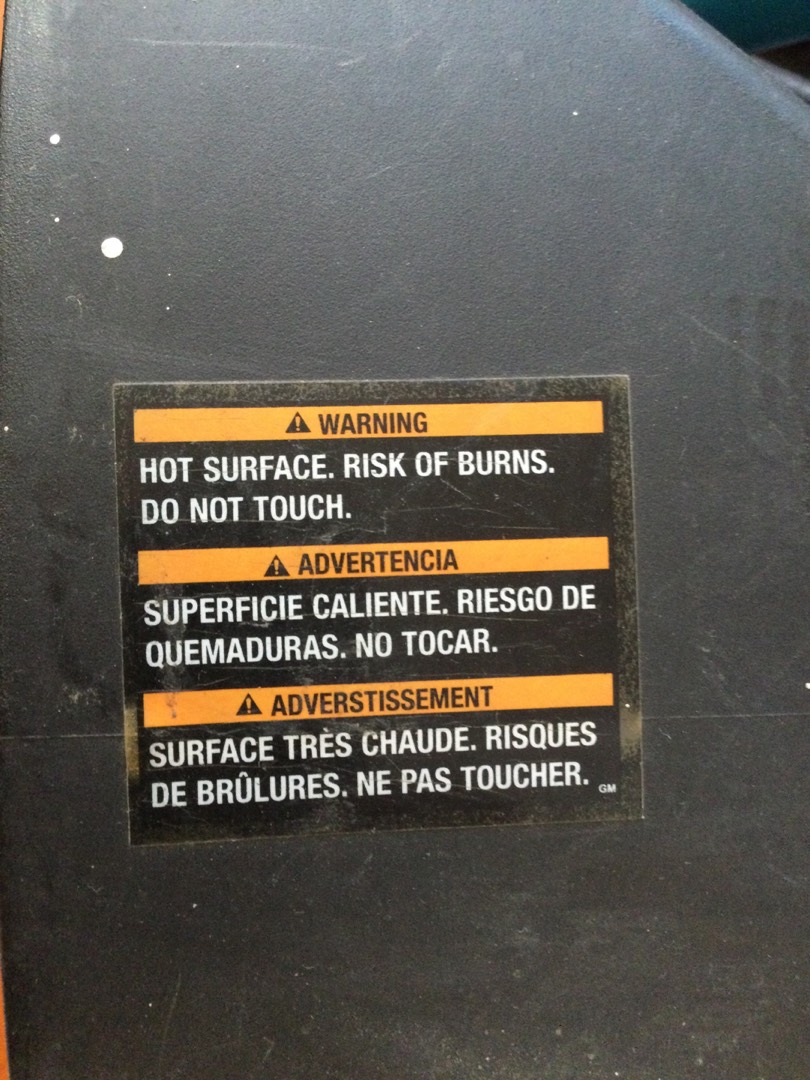 ⚠ WARNING
HOT SURFACE. RISK OF BURNS.
DO NOT TOUCH.
⚠ ADVERTENCIA
SUPERFICIE CALIENTE. RIESGO DE
QUEMADURAS. NO TOCAR.
⚠ ADVERSTISSEMENT
SURFACE TRÈS CHAUDE. RISQUES
DE BRÛLURES. NE PAS TOUCHER. GM